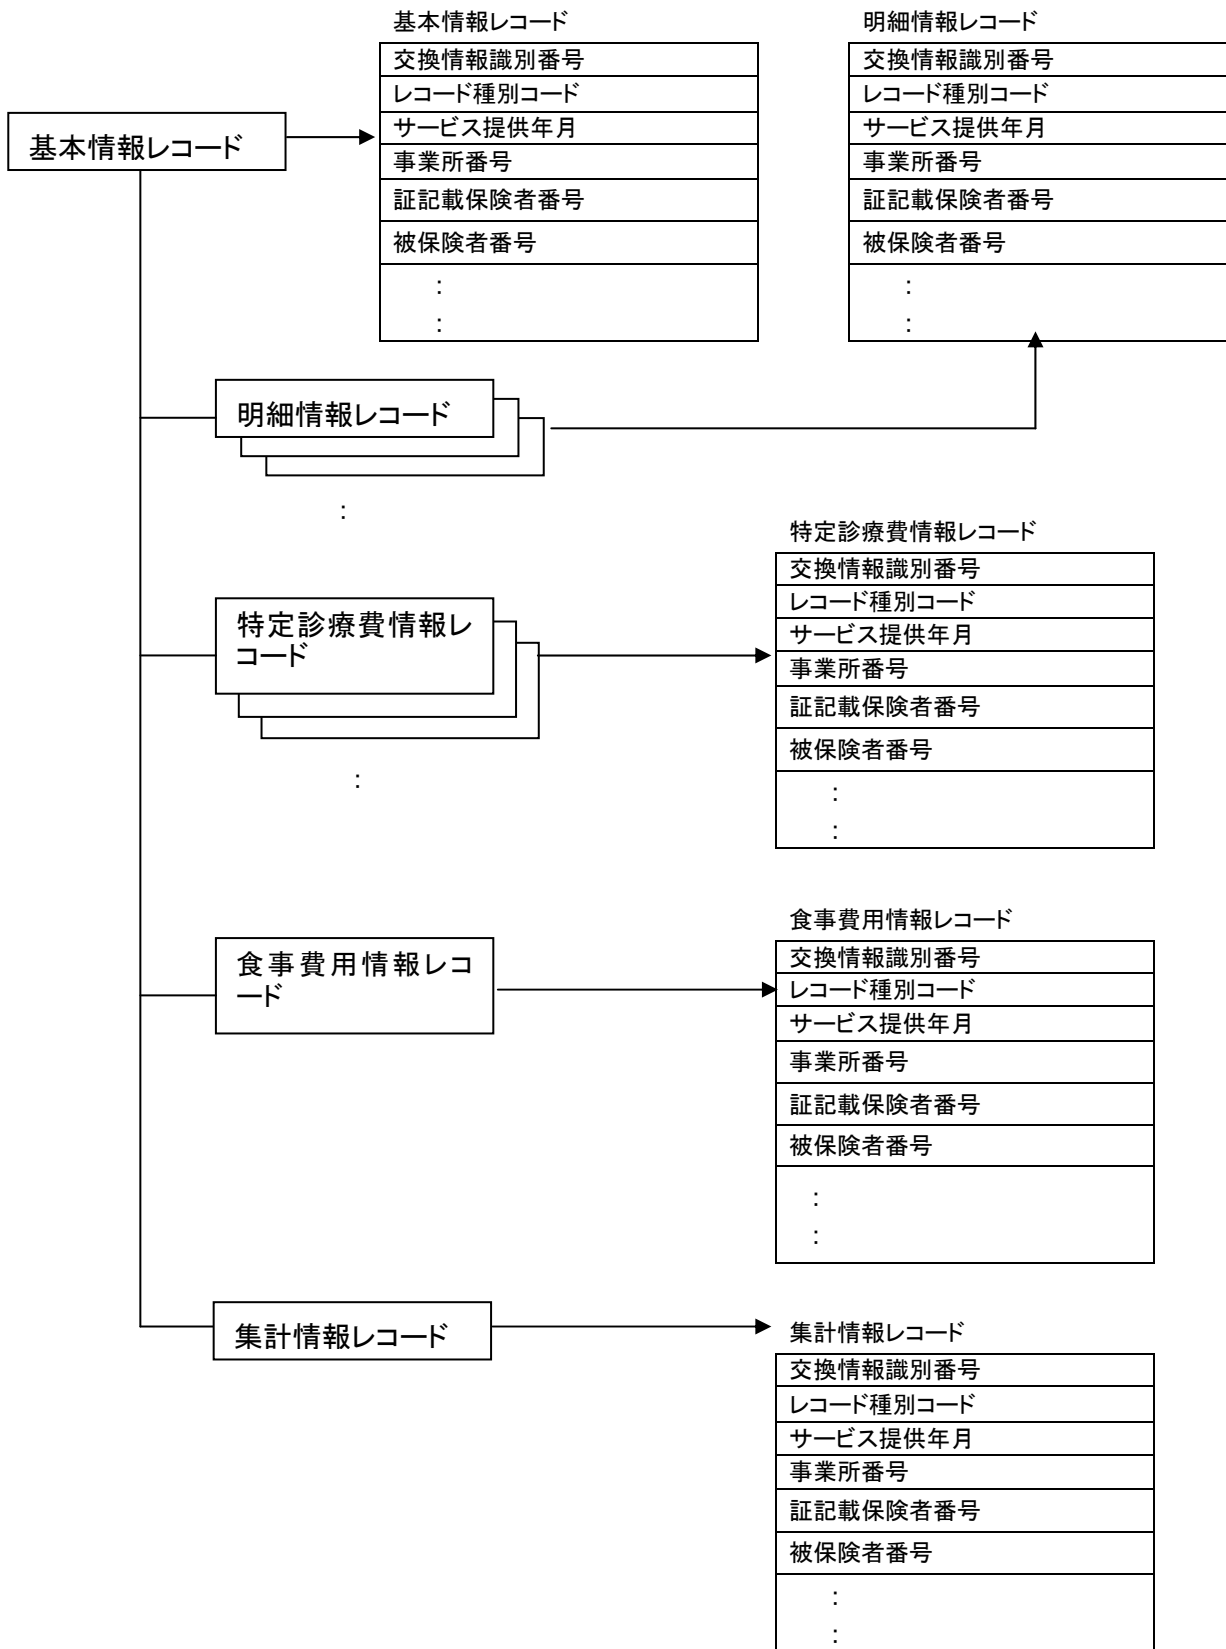 基本情報レコード
交換情報識別番号
レコード種別コード
サービス提供年月
事業所番号
証記載保険者番号
被保険者番号
:
:
明細情報レコード
交換情報識別番号
レコード種別コード
サービス提供年月
事業所番号
証記載保険者番号
被保険者番号
:
:
基本情報レコード
明細情報レコード
:
特定診療費情報レコード
交換情報識別番号
レコード種別コード
サービス提供年月
事業所番号
証記載保険者番号
被保険者番号
:
:
特定診療費情報レ
コード
:
食事費用情報レコード
交換情報識別番号
レコード種別コード
サービス提供年月
事業所番号
証記載保険者番号
被保険者番号
:
:
食事費用情報レコ
ード
集計情報レコード
集計情報レコード
交換情報識別番号
レコード種別コード
サービス提供年月
事業所番号
証記載保険者番号
被保険者番号
:
: